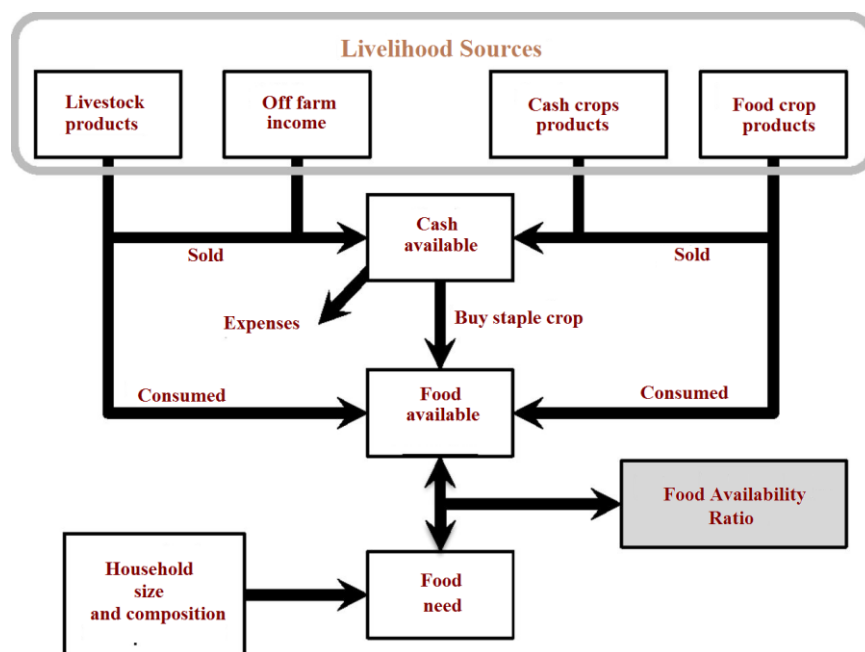 Livelihood Sources
Livestock
products
Off farm
income
Cash crops
products
Food crop
products
Cash
available
Sold
Sold
Expenses
Buy staple crop
Consumed
Food
available
Consumed
Food Availability
Ratio
Household
size
and composition
.
Food
need